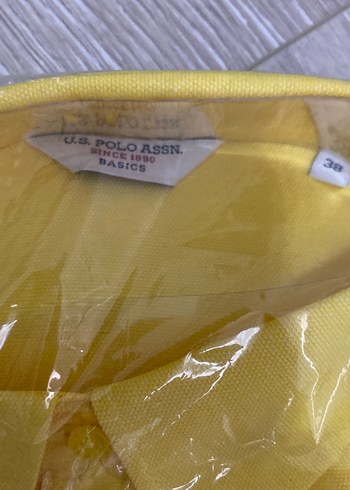 U.S. POLO ASSN.
SINCE 1890
BASICS
38